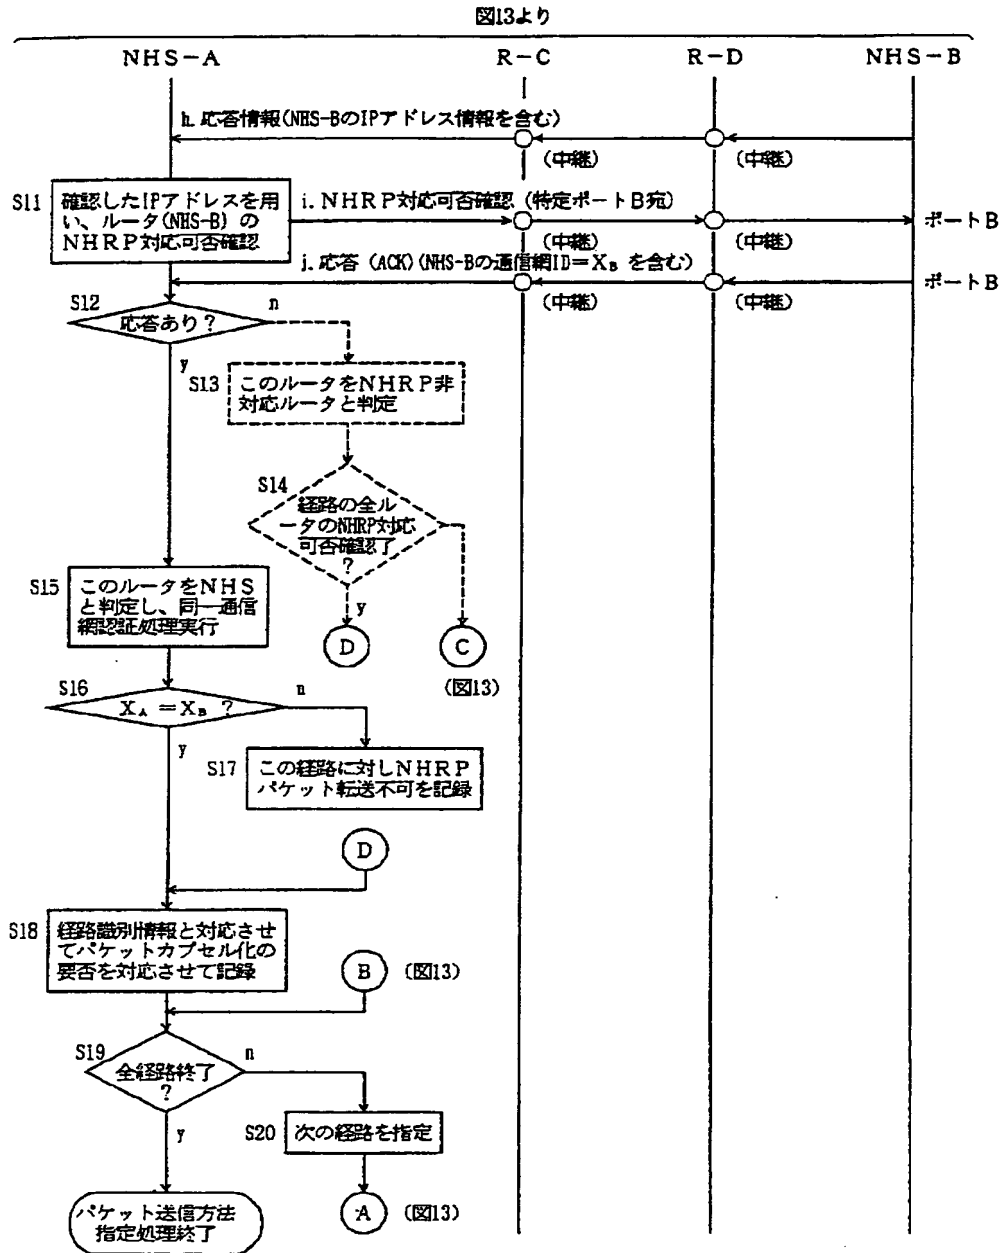 図13より
NHS-A R-C R-D NHS-B
h. 応答情報(NHS-BのIPアドレス情報を含む)
(中継) (中継)
S11
確認したIPアドレスを用
い、ルータ(NHS-B)の
NHRP対応可否確認
i. NHRP対応可否確認 (特定ポートB宛)
ポートB
(中継) (中継)
j. 応答 (ACK)(NHS-Bの通信網ID=XB を含む)
ポートB
(中継) (中継)
S12
応答あり?
n
y
S13
このルータをNHRP非
対応ルータと判定
S14
経路の全ル
ータのNHRP対応
可否確認了
?
y
D
C
(図13)
S15
このルータをNHS
と判定し、同一通信
網認証処理実行
S16
XA =XB ?
n
y
S17
この経路に対しNHRP
パケット転送不可を記録
D
S18
経路識別情報と対応させ
てパケットカプセル化の
要否を対応させて記録
B (図13)
S19
全経路終了
?
n
y
S20
次の経路を指定
A (図13)
パケット送信方法
指定処理終了